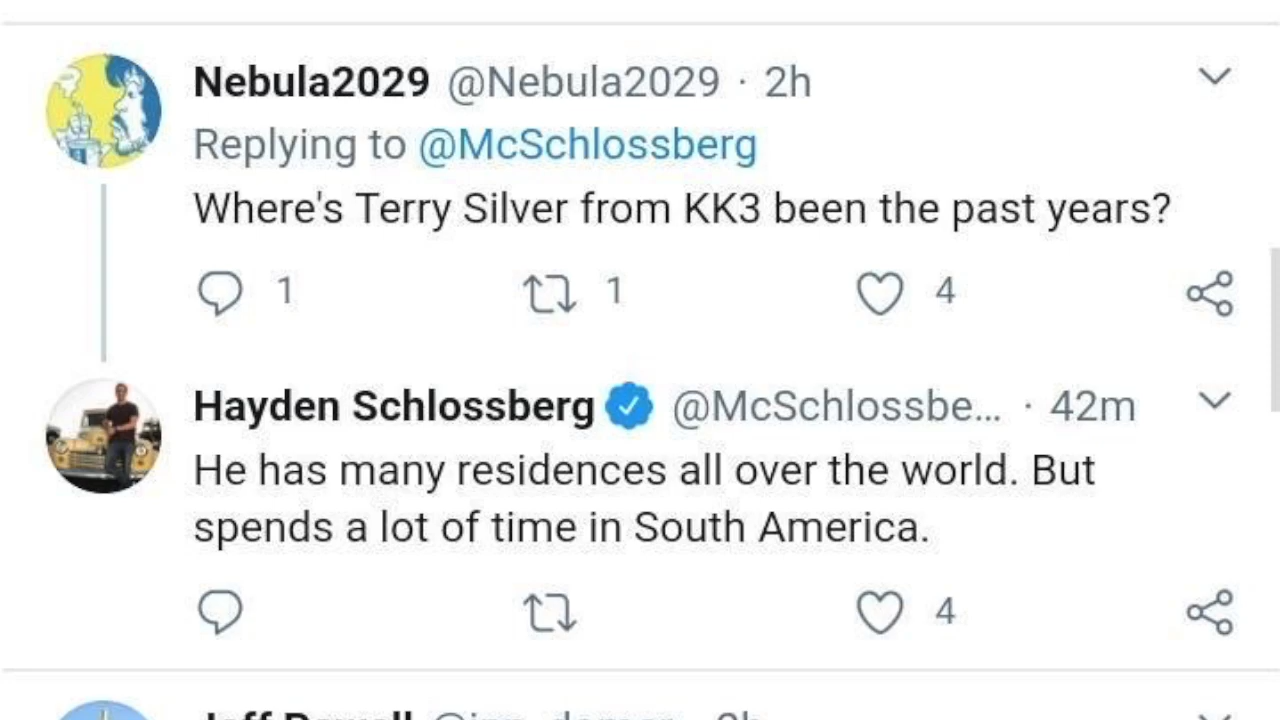 Nebula2029 @Nebula2029 · 2h
Replying to @McSchlossberg
Where's Terry Silver from KK3 been the past years?
1 1 4
Hayden Schlossberg @McSchlossbe... · 42m
He has many residences all over the world. But
spends a lot of time in South America.
4
Jeff